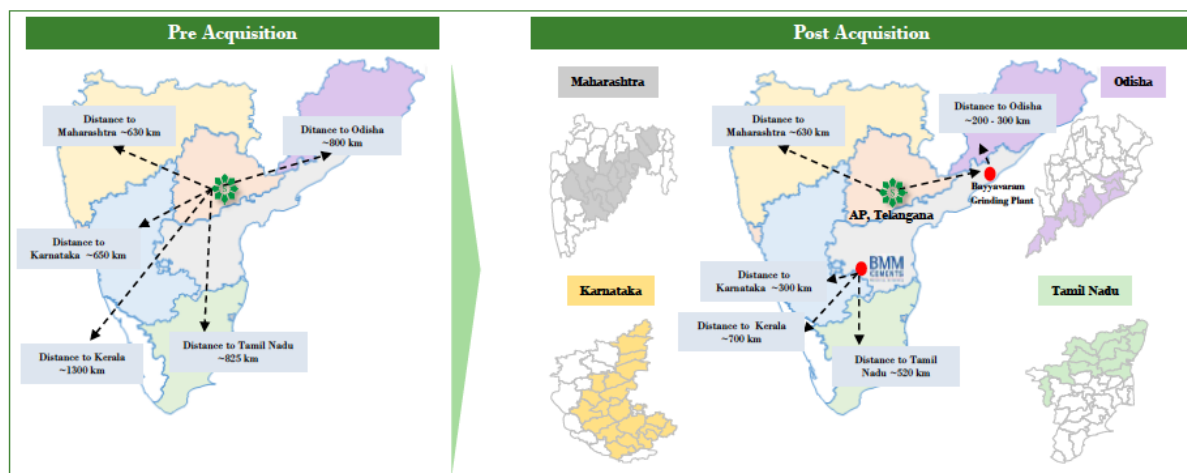 Pre Acquisition
Distance to
Maharashtra ~630 km
Ditance to Odisha
~800 km
S
Distance to
Karnataka ~650 km
Distance to Kerala
~1300 km
Distance to Tamil Nadu
~825 km
Post Acquisition
Maharashtra
Distance to
Maharashtra ~630 km
Distance to Odisha
~200 - 300 km
Odisha
S
AP, Telangana
Bayyavaram
Grinding Plant
BMM
CEMENTS
Distance to
Karnataka ~300 km
Distance to Kerala
~700 km
Distance to Tamil
Nadu ~520 km
Karnataka
Tamil Nadu